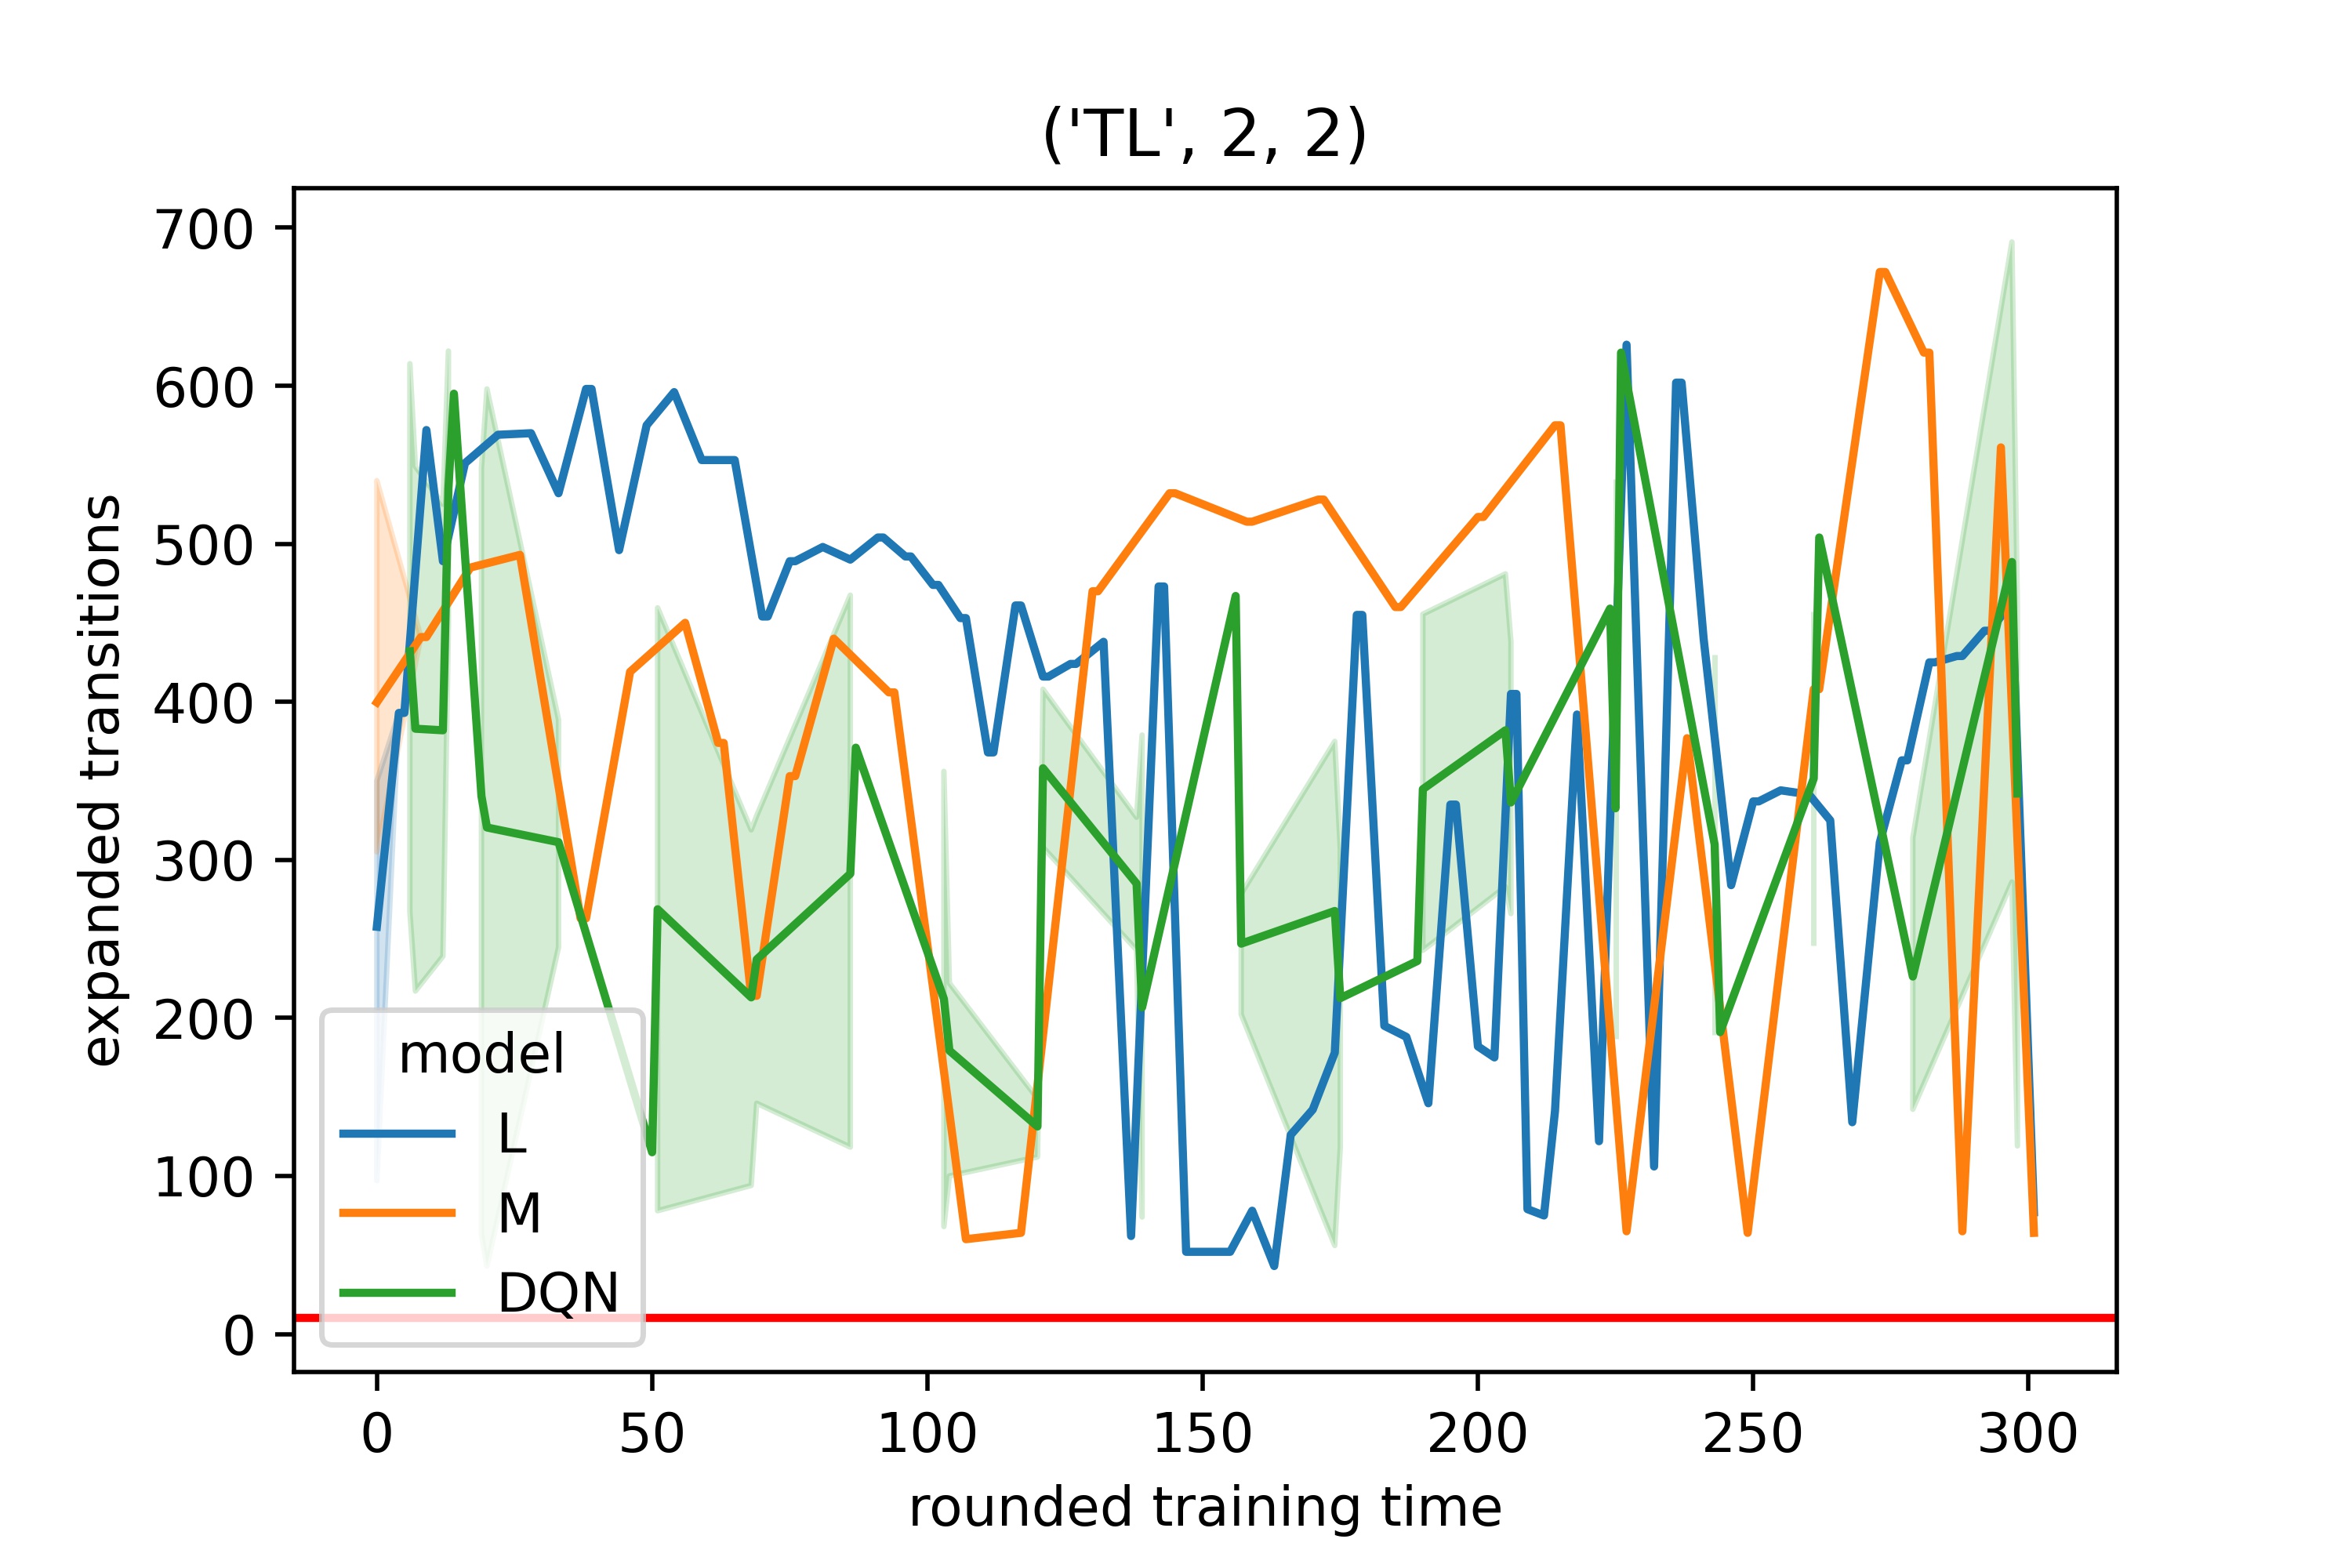 ('TL', 2, 2)
expanded transitions
700
600
500
400
300
200
100
0
model
L
M
DQN
0 50 100 150 200 250 300
rounded training time